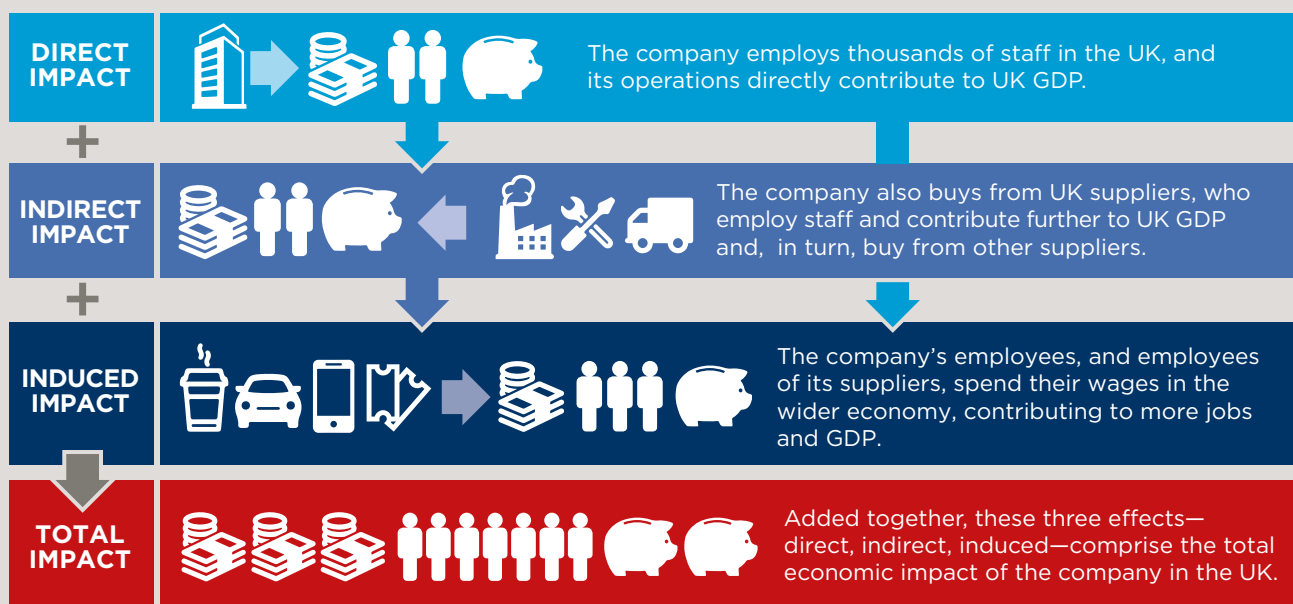 DIRECT
IMPACT
The company employs thousands of staff in the UK, and
its operations directly contribute to UK GDP.
+
INDIRECT
IMPACT
The company also buys from UK suppliers, who
employ staff and contribute further to UK GDP
and, in turn, buy from other suppliers.
+
INDUCED
IMPACT
The company’s employees, and employees
of its suppliers, spend their wages in the
wider economy, contributing to more jobs
and GDP.
TOTAL
IMPACT
Added together, these three effects—
direct, indirect, induced—comprise the total
economic impact of the company in the UK.